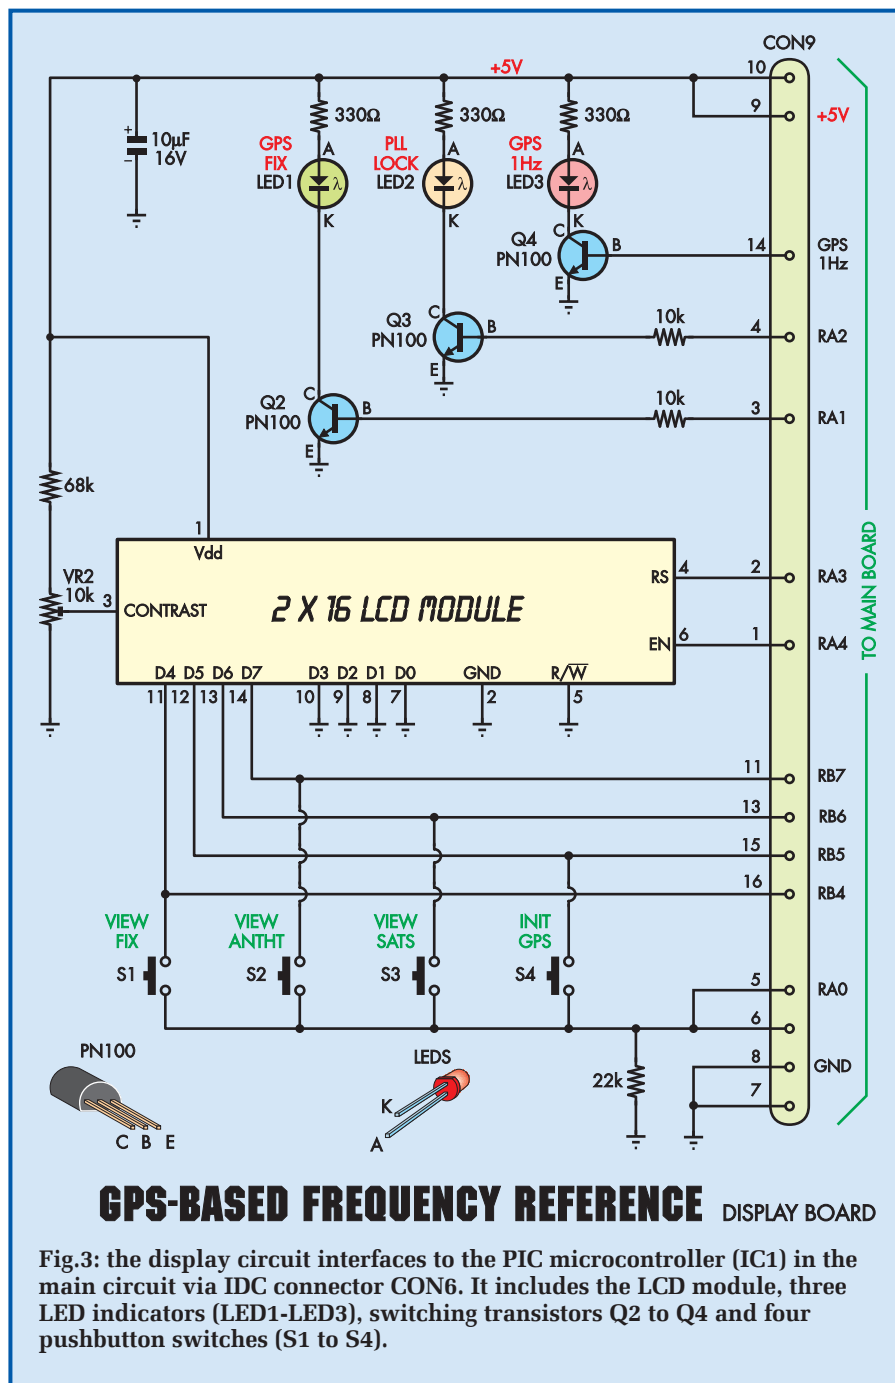 CON9
+5V
10
9
+5V
330Ω
330Ω
330Ω
+
10µF
16V
–
GPS
FIX
LED1
A
λ
K
PLL
LOCK
LED2
A
λ
K
GPS
1Hz
LED3
A
λ
K
Q4
PN100
C
B
E
14
GPS
1Hz
Q3
PN100
C
B
E
10k
4
RA2
Q2
PN100
C
B
E
10k
3
RA1
68k
1
Vdd
VR2
10k
3
CONTRAST
2 X 16 LCD MODULE
RS
4
2
RA3
EN
6
1
RA4
TO MAIN BOARD
D4
D5
D6
D7
D3
D2
D1
D0
GND
R/W̅
11
12
13
14
10
9
8
7
2
5
11
RB7
13
RB6
15
RB5
16
RB4
VIEW
FIX
S1
VIEW
ANTHT
S2
VIEW
SATS
S3
INIT
GPS
S4
5
RA0
6
8
GND
7
22k
PN100
C B E
LEDS
K
A
GPS-BASED FREQUENCY REFERENCE DISPLAY BOARD
Fig.3: the display circuit interfaces to the PIC microcontroller (IC1) in the
main circuit via IDC connector CON6. It includes the LCD module, three
LED indicators (LED1-LED3), switching transistors Q2 to Q4 and four
pushbutton switches (S1 to S4).